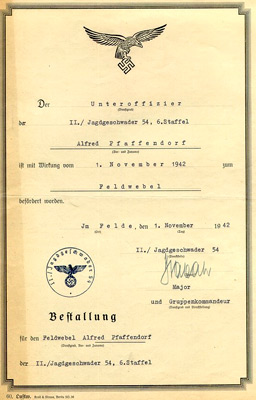 Der Unteroffizier
(Dienstgrad)
der II./ Jagdgeschwader 54, 6.Staffel
Alfred Pfaffendorf
(Vor- und Zuname)
ist mit Wirkung vom 1. November 1942 zum
Feldwebel
(Dienstgrad)
befördert worden.
Im Felde, den 1. November 1942
(Ort) (Tag)
II./ Jagdgeschwader 54
(Dienststelle)
Major
und Gruppenkommandeur
(Dienstgrad und Dienststellung)
II./Jagdgeschwader 54
Bestallung
für den Feldwebel Alfred Pfaffendorf
(Dienstgrad, Vor- und Zuname)
der II./Jagdgeschwader 54, 6.Staffel